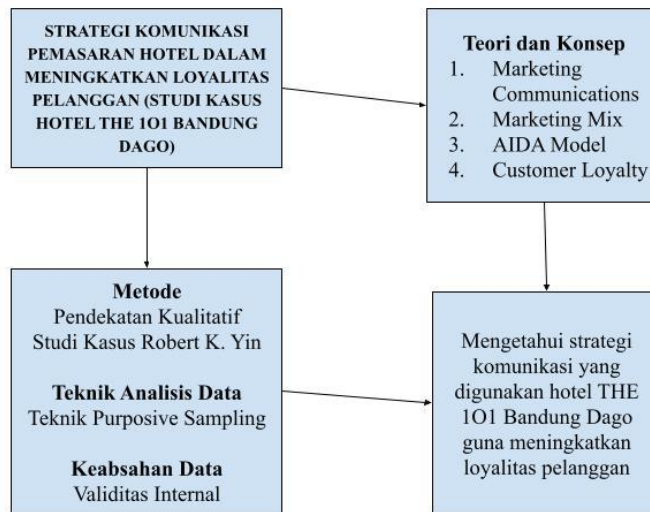 STRATEGI KOMUNIKASI
PEMASARAN HOTEL DALAM
MENINGKATKAN LOYALITAS
PELANGGAN (STUDI KASUS
HOTEL THE 1O1 BANDUNG
DAGO)
Teori dan Konsep
1. Marketing
Communications
2. Marketing Mix
3. AIDA Model
4. Customer Loyalty
Metode
Pendekatan Kualitatif
Studi Kasus Robert K. Yin
Teknik Analisis Data
Teknik Purposive Sampling
Keabsahan Data
Validitas Internal
Mengetahui strategi
komunikasi yang
digunakan hotel THE
1O1 Bandung Dago
guna meningkatkan
loyalitas pelanggan